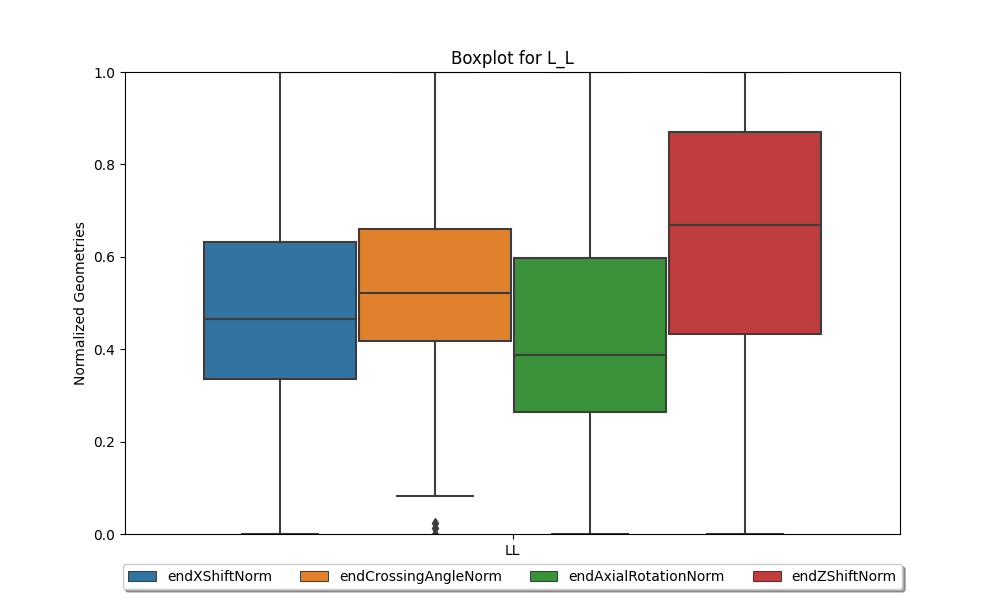 Boxplot for L_L
1.0
0.8
0.6
0.4
0.2
0.0
Normalized Geometries
LL
endXShiftNorm endCrossingAngleNorm endAxialRotationNorm endZShiftNorm